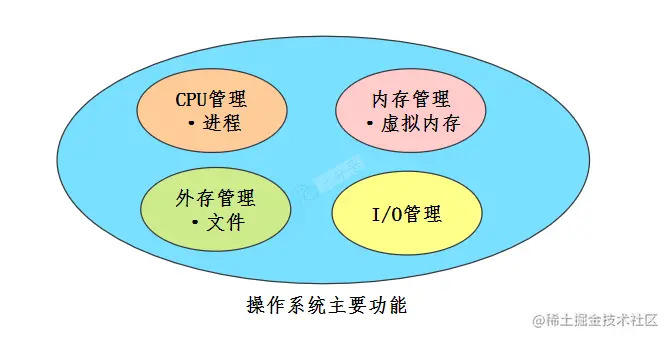 CPU管理
·进程
内存管理
·虚拟内存
外存管理
·文件
I/O管理
操作系统主要功能
@稀土掘金技术社区